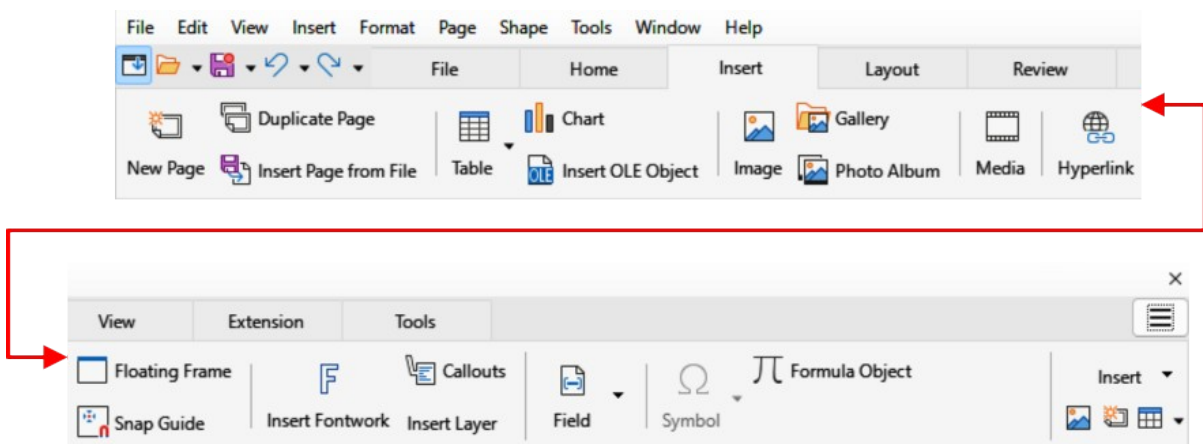 File Edit View Insert Format Page Shape Tools Window Help
File Home Insert Layout Review
Duplicate Page Chart Gallery
New Page Insert Page from File Table OLE Insert OLE Object Image Photo Album Media Hyperlink
View Extension Tools
Floating Frame F Callouts π Formula Object Insert
Snap Guide Insert Fontwork Insert Layer Field Ω Symbol